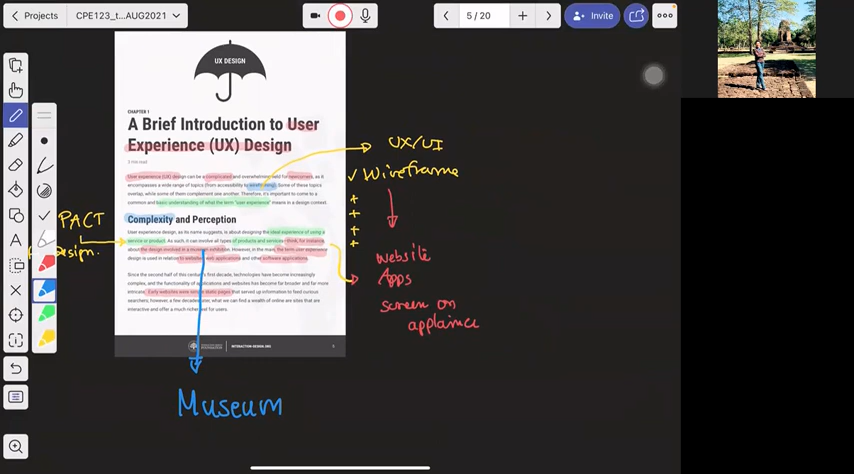 Projects
CPE123_t...AUG2021
5 / 20
Invite
UX DESIGN
CHAPTER 1
A Brief Introduction to User
Experience (UX) Design
3 min read
User experience (UX) design can be a complicated and overwhelming field for newcomers, as it
encompasses a wide range of topics (from accessibility to wireframing). Some of these topics
overlap, while some of them complement one another. Therefore, it's important to come to a
common and basic understanding of what the term "user experience" means in a design context.
Complexity and Perception
User experience design, as its name suggests, is about designing the ideal experience of using a
service or product. As such, it can involve all types of products and services—think, for instance
about the design involved in a museum exhibition. However, in the main, the term user experience
design is used in relation to websites, web applications and other software applications.
Since the second half of this century's first decade, technologies have become increasingly
complex, and the functionality of applications and websites has become far broader and far more
intricate. Early websites were simple static pages that served up information to feed curious
searchers; however, a few decades later, what we can find a wealth of online are sites that are
interactive and offer a much richer feel for users.
INTERACTION-DESIGN.ORG
UX/UI
✓ Wireframe
+
+
+
+
website
Apps
screen on
appliance
PACT
Design.
Museum